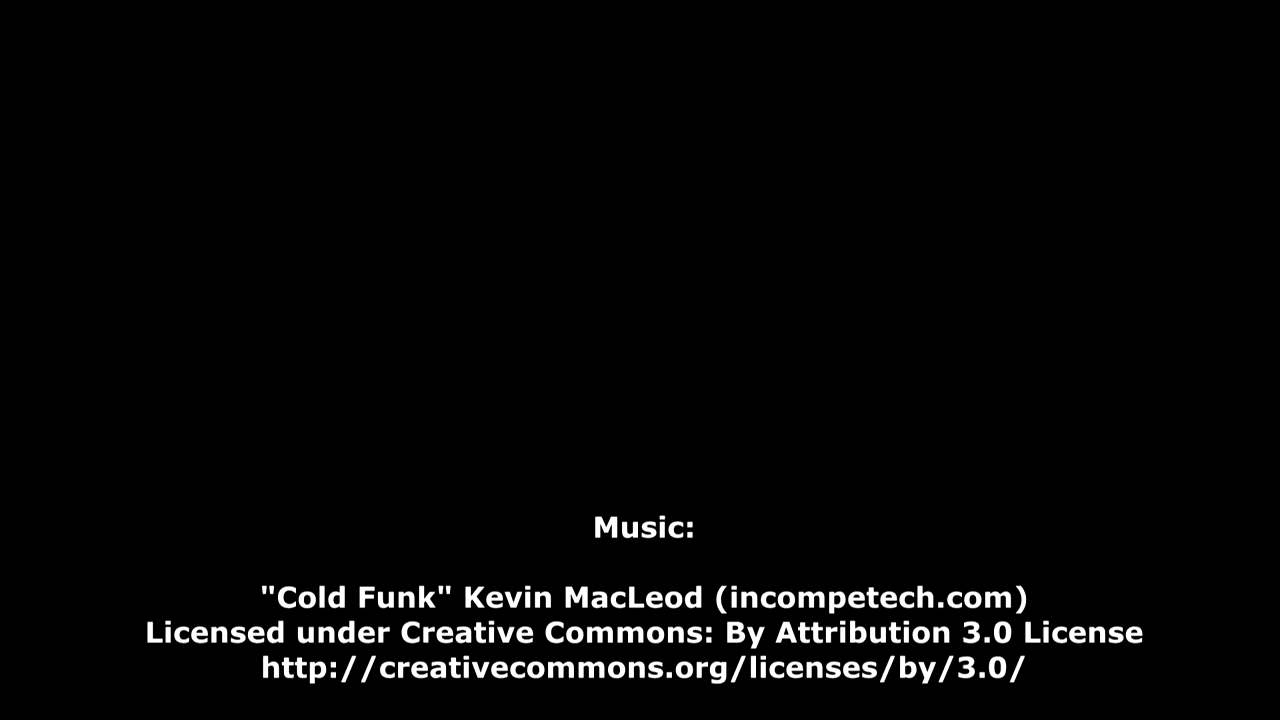 Music:
"Cold Funk" Kevin MacLeod (incompetech.com)
Licensed under Creative Commons: By Attribution 3.0 License
http://creativecommons.org/licenses/by/3.0/